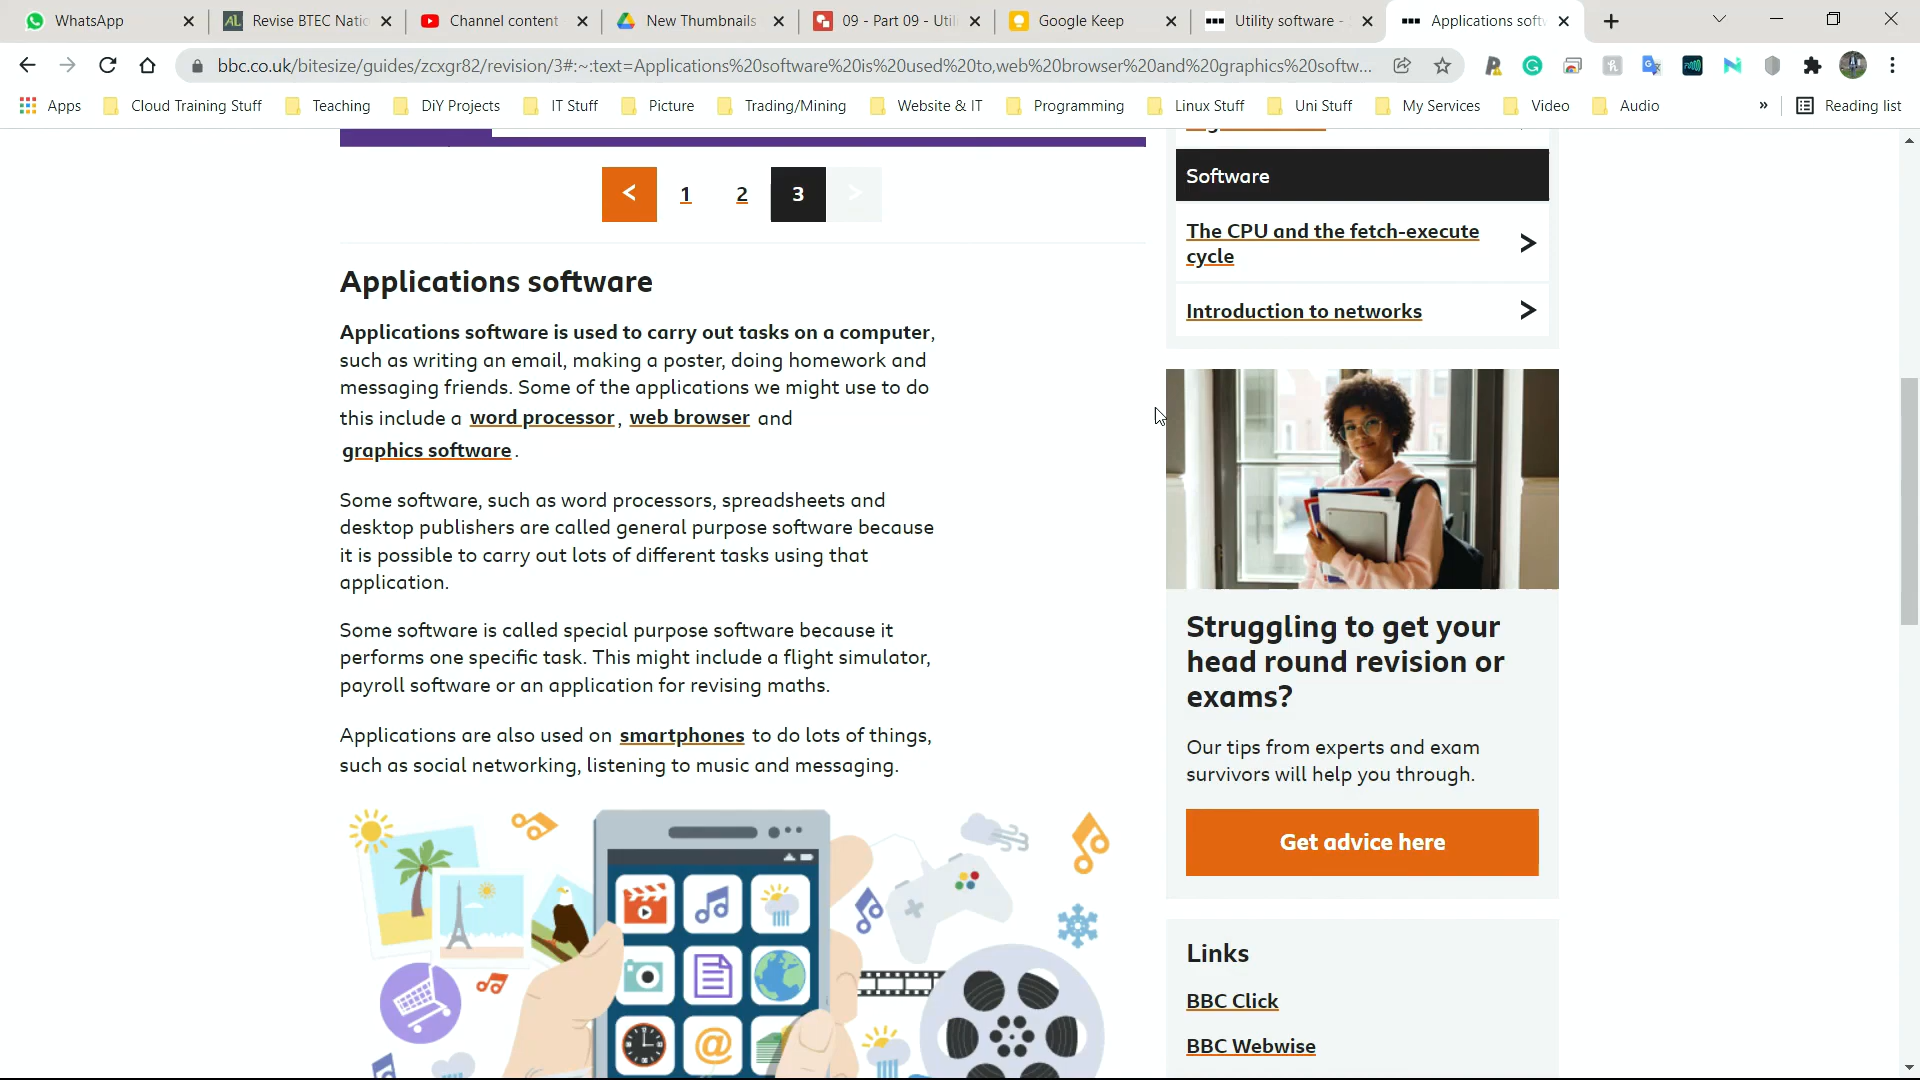 WhatsApp
Revise BTEC Natic
Channel content
New Thumbnails
09 - Part 09 - Util
Google Keep
Utility software -
Applications soft
bbc.co.uk/bitesize/guides/zcxgr82/revision/3#:~:text=Applications%20software%20is%20used%20to,web%20browser%20and%20graphics%20softw...
Apps
Cloud Training Stuff
Teaching
DiY Projects
IT Stuff
Picture
Trading/Mining
Website & IT
Programming
Linux Stuff
Uni Stuff
My Services
Video
Audio
»
Reading list
< 1 2 3 >
Applications software
Applications software is used to carry out tasks on a computer,
such as writing an email, making a poster, doing homework and
messaging friends. Some of the applications we might use to do
this include a word processor, web browser and
graphics software.
Some software, such as word processors, spreadsheets and
desktop publishers are called general purpose software because
it is possible to carry out lots of different tasks using that
application.
Some software is called special purpose software because it
performs one specific task. This might include a flight simulator,
payroll software or an application for revising maths.
Applications are also used on smartphones to do lots of things,
such as social networking, listening to music and messaging.
@
Software
The CPU and the fetch-execute
cycle
Introduction to networks
Struggling to get your
head round revision or
exams?
Our tips from experts and exam
survivors will help you through.
Get advice here
Links
BBC Click
BBC Webwise